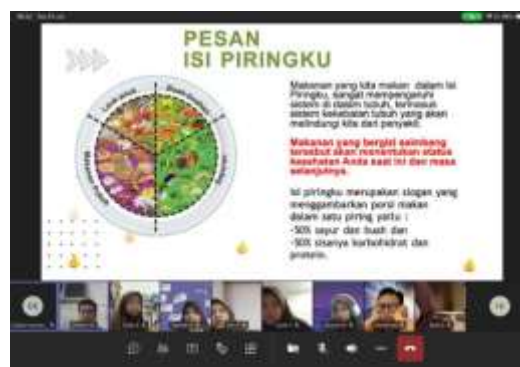 PESAN
ISI PIRINGKU
Makanan yang kita makan dalam Isi
Piringku, sangat mempengaruhi
sistem di dalam tubuh, termasuk
sistem kekebalan tubuh yang akan
melindungi kita dari penyakit.
Makanan yang bergizi seimbang
tersebut akan menentukan status
kesehatan Anda saat ini dan masa
selanjutnya.
Isi piringku merupakan slogan yang
menggambarkan porsi makan
dalam satu piring yaitu :
-50% sayur dan buah dan
-50% sisanya karbohidrat dan
protein.
Makanan Pokok